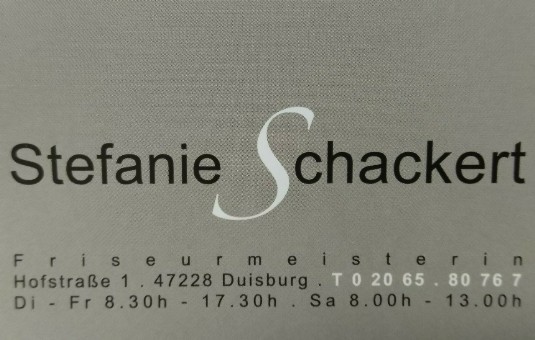 Stefanie Schackert
Friseurmeisterin
Hofstraße 1 . 47228 Duisburg . T 0 20 65 . 80 76 7
Di - Fr 8.30h - 17.30h . Sa 8.00h - 13.00h